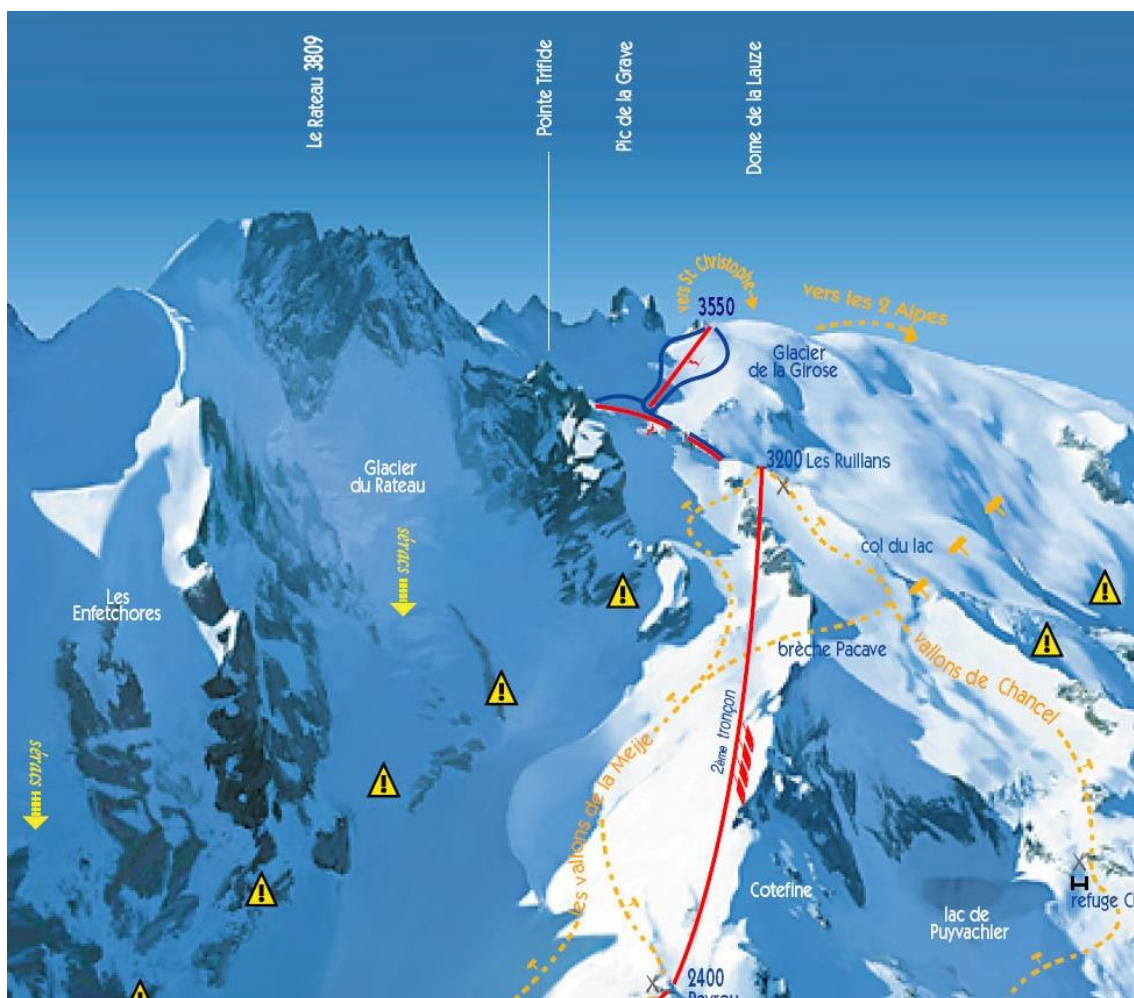 Le Rateau 3809
Pointe Trifide
Pic de la Grave
Dome de la Lauze
vers St. Christophe
3550
vers les 2 Alpes
Glacier
de la Girose
3200 Les Ruillans
Glacier
du Rateau
séracs
col du lac
Les
Enfetchores
brèche Pacave
vallons de Chancel
2ème tronçon
les vallons de la Meije
séracs
Cotefine
lac de
Puyvachier
refuge C
2400
Peyrou